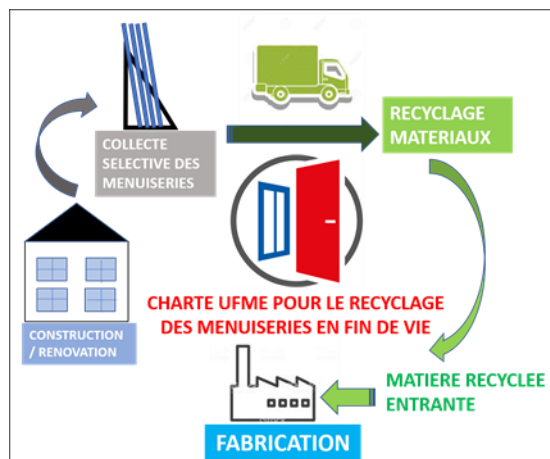 COLLECTE
SELECTIVE DES
MENUISERIES
RECYCLAGE
MATERIAUX
CHARTE UFME POUR LE RECYCLAGE
DES MENUISERIES EN FIN DE VIE
CONSTRUCTION
/ RENOVATION
MATIERE RECYCLEE
ENTRANTE
FABRICATION